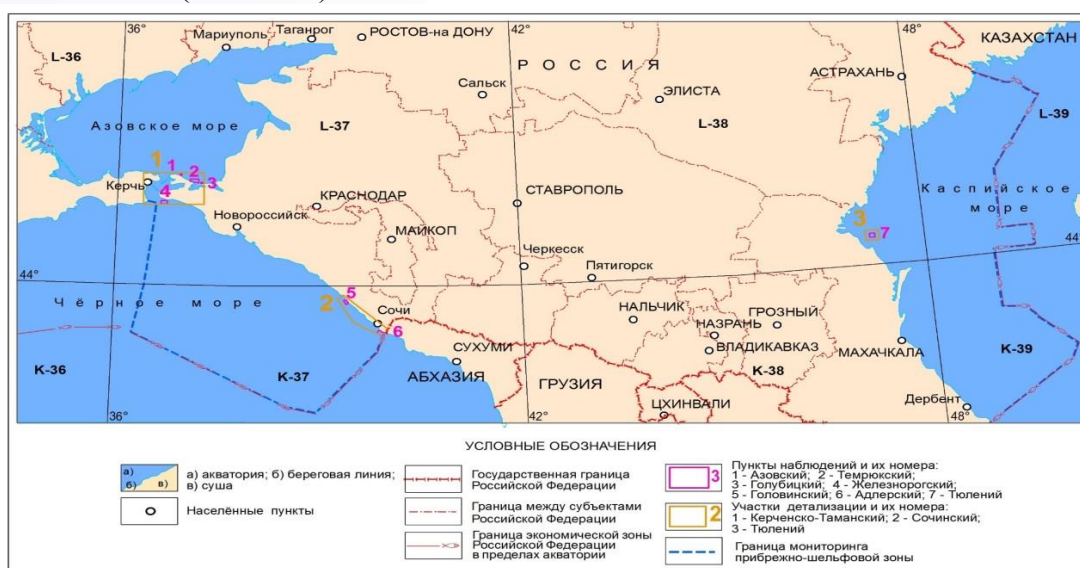 36°
42°
48°
Мариуполь
Таганрог
РОСТОВ-на ДОНУ
КАЗАХСТАН
L-36
РОССИЯ
АСТРАХАНЬ
Сальск
ЭЛИСТА
Азовское море
L-37
L-38
L-39
1
1
2
3
Керчь
4
КРАСНОДАР
СТАВРОПОЛЬ
Каспийское
море
3
7
Новороссийск
МАЙКОП
Черкесск
Пятигорск
44°
44°
Чёрное море
5
2
Сочи
6
НАЛЬЧИК
ГРОЗНЫЙ
НАЗРАНЬ
ВЛАДИКАВКАЗ
МАХАЧКАЛА
K-36
K-37
СУХУМИ
АБХАЗИЯ
ГРУЗИЯ
K-38
K-39
ЦХИНВАЛИ
Дербент
36°
42°
48°
УСЛОВНЫЕ ОБОЗНАЧЕНИЯ
а)
б)
в)
а) акватория; б) береговая линия;
в) суша
Населённые пункты
Государственная граница
Российской Федерации
Граница между субъектами
Российской Федерации
Граница экономической зоны
Российской Федерации
в пределах акватории
3
Пункты наблюдений и их номера:
1 - Азовский; 2 - Темрюкский;
3 - Голубицкий; 4 - Железнорогский;
5 - Головинский; 6 - Адлерский; 7 - Тюлений
2
Участки детализации и их номера:
1 - Керченско-Таманский; 2 - Сочинский;
3 - Тюлений
Граница мониторинга
прибрежно-шельфовой зоны